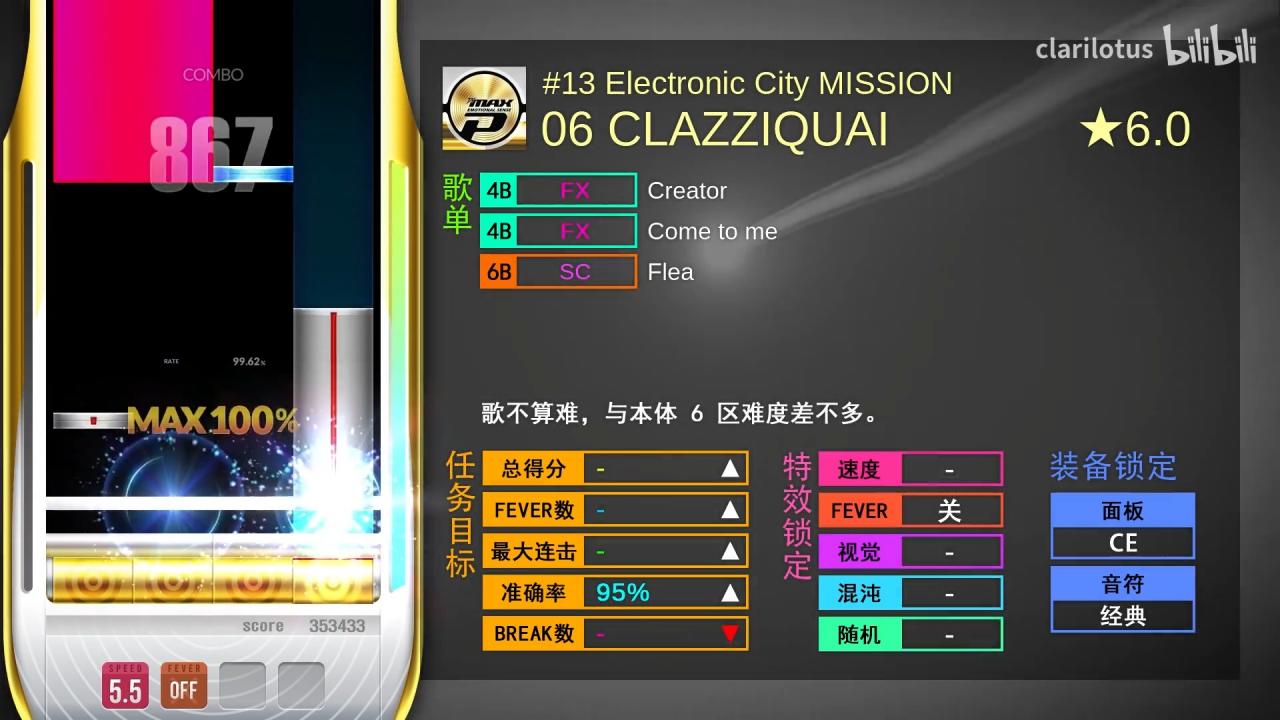 COMBO
867
RATE 99.62%
MAX 100%
score 353433
SPEED
5.5
FEVER
OFF
clarilotus bilibili
MAX
EMOTIONAL SENSE
P
#13 Electronic City MISSION
06 CLAZZIQUAI
★6.0
歌单
4B FX Creator
4B FX Come to me
6B SC Flea
歌不算难，与本体 6 区难度差不多。
任务目标
总得分 - ▲
FEVER数 - ▲
最大连击 - ▲
准确率 95% ▲
BREAK数 - ▼
特效锁定
速度 -
FEVER 关
视觉 -
混沌 -
随机 -
装备锁定
面板
CE
音符
经典